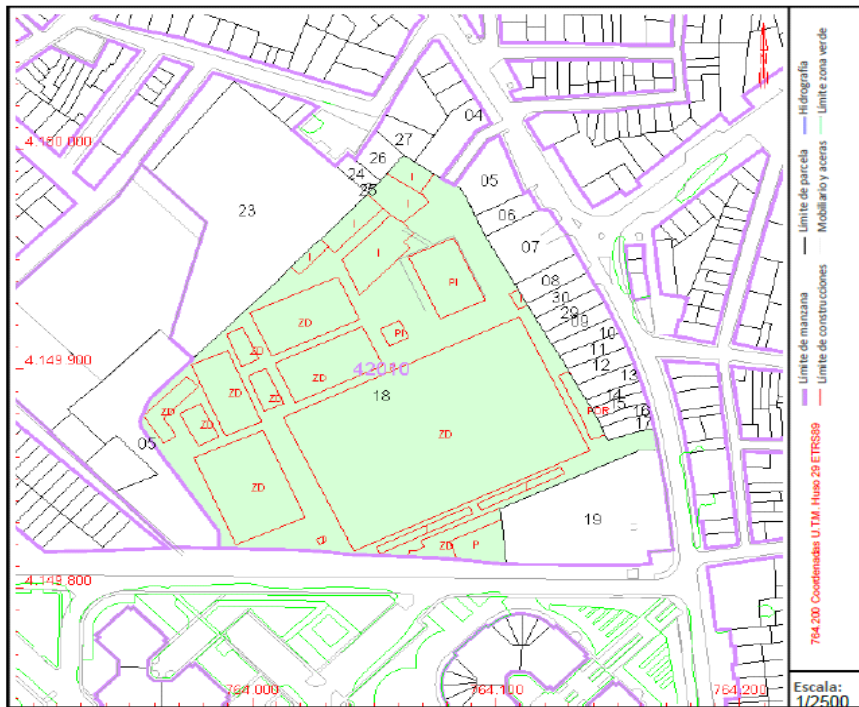 4.150.000
4.149.900
4.149.800
764.000
764.100
764.200
04
27
26
24
25
05
23
06
07
08
30
29
09
10
11
12
13
14
15
16
17
18
19
05
42010
I
I
I
I
I
I
PI
PI
ZD
ZD
ZD
ZD
ZD
ZD
ZD
ZD
ZD
ZD
POR
P
Límite de manzana
Límite de parcela
Hidrografía
Límite de construcciones
Mobiliario y aceras
Límite zona verde
764.200 Coordenadas U.T.M. Huso 29 ETRS89
Escala:
1/2500